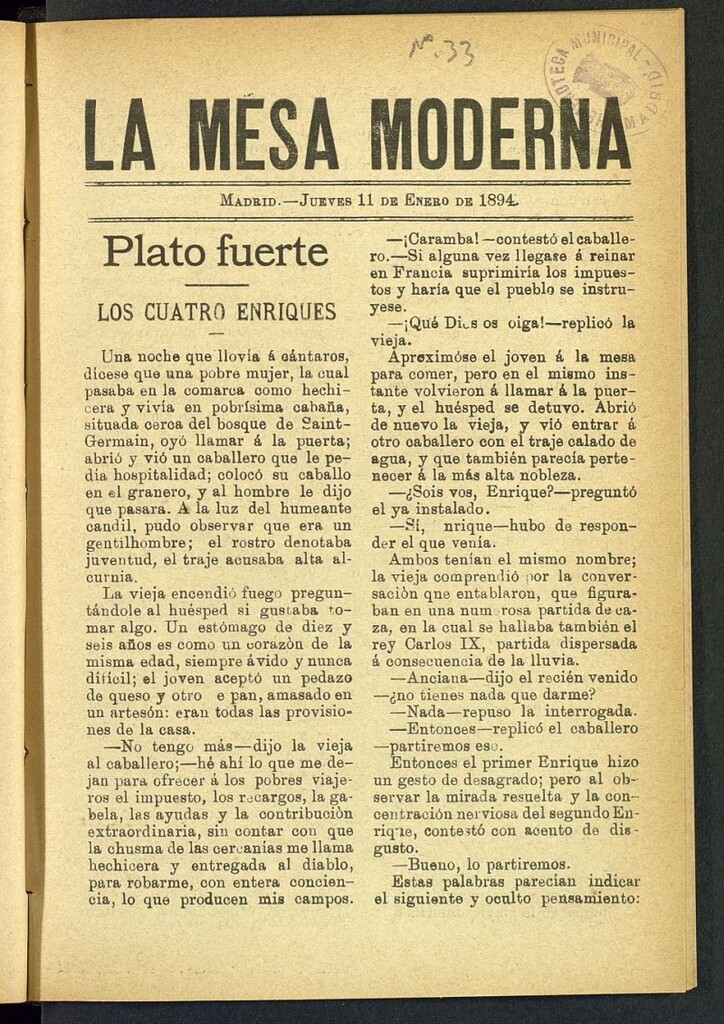 Nº. 33
MUNICIPAL
MADRID
LA MESA MODERNA
MADRID.—JUEVES 11 DE ENERO DE 1894.
Plato fuerte
LOS CUATRO ENRIQUES
Una noche que llovía á cántaros,
dícese que una pobre mujer, la cual
pasaba en la comarca como hechi-
cera y vivía en pobrísima cabaña,
situada cerca del bosque de Saint-
Germain, oyó llamar á la puerta;
abrió y vió un caballero que le pe-
día hospitalidad; colocó su caballo
en el granero, y al hombre le dijo
que pasara. A la luz del humeante
candil, pudo observar que era un
gentilhombre; el rostro denotaba
juventud, el traje acusaba alta al-
curnia.
La vieja encendió fuego pregun-
tándole al huésped si gustaba to-
mar algo. Un estómago de diez y
seis años es como un corazòn de la
misma edad, siempre ávido y nunca
difícil; el joven aceptó un pedazo
de queso y otro e pan, amasado en
un artesón: eran todas las provisio-
nes de la casa.
—No tengo más—dijo la vieja
al caballero;—hé ahí lo que me de-
jan para ofrecer á los pobres viaje-
ros el impuesto, los recargos, la ga-
bela, las ayudas y la contribuciòn
extraordinaria, sin contar con que
la chusma de las cercanías me llama
hechicera y entregada al diablo,
para robarme, con entera concien-
cia, lo que producen mis campos.
—¡Caramba!—contestó el caballe-
ro.—Si alguna vez llegase á reinar
en Francia suprimiría los impues-
tos y haría que el pueblo se instru-
yese.
—¡Qué Dios os oiga!—replicó la
vieja.
Apreximóse el joven á la mesa
para comer, pero en el mismo ins-
tante volvieron á llamar á la puer-
ta, y el huésped se detuvo. Abrió
de nuevo la vieja, y vió entrar á
otro caballero con el traje calado de
agua, y que también parecía perte-
necer á la más alta nobleza.
—¿Sois vos, Enrique?—preguntó
el ya instalado.
—Sí, nrique—hubo de respon-
der el que venía.
Ambos tenían el mismo nombre;
la vieja comprendió por la conver-
saciòn que entablaron, que figura-
ban en una num rosa partida de ca-
za, en la cual se hallaba también el
rey Carlos IX, partida dispersada
á consecuencia de la lluvia.
—Anciana—dijo el recién venido
—¿no tienes nada que darme?
—Nada—repuso la interrogada.
—Entonces—replicó el caballero
—partiremos eso.
Entonces el primer Enrique hizo
un gesto de desagrado; pero al ob-
servar la mirada resuelta y la con-
centración nerviosa del segundo En-
rique, contestó con acento de dis-
gusto.
—Bueno, lo partiremos.
Estas palabras parecían indicar
el siguiente y oculto pensamiento: